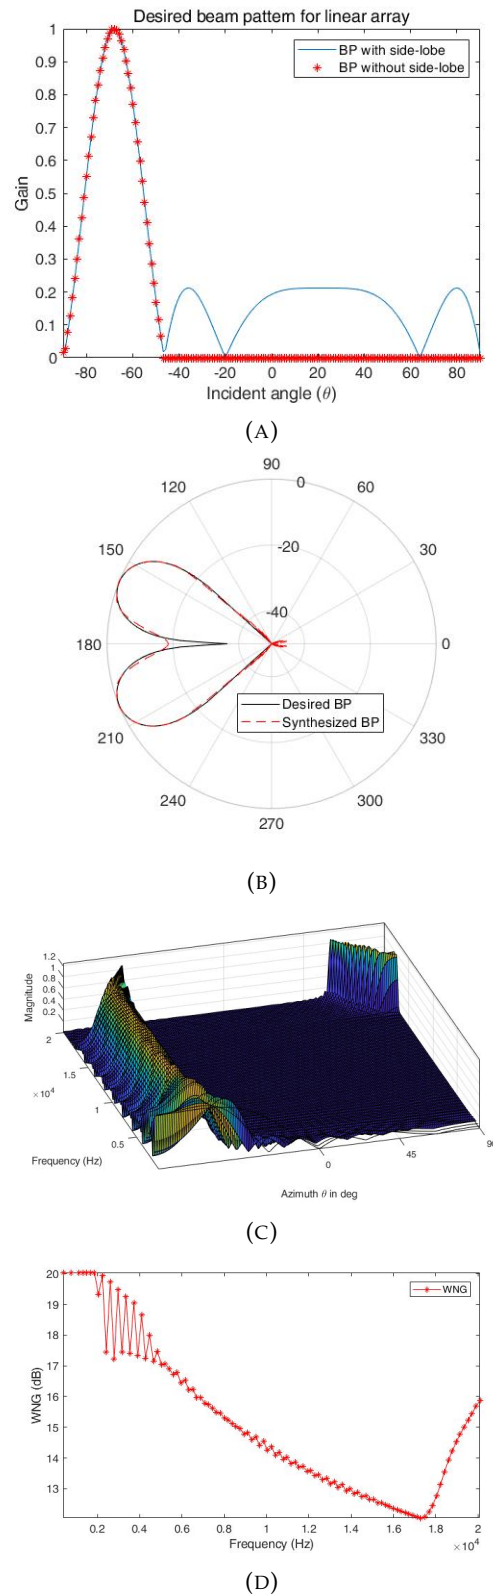 Desired beam pattern for linear array
1
0.9
0.8
0.7
0.6
0.5
0.4
0.3
0.2
0.1
0
Gain
BP with side-lobe
BP without side-lobe
-80 -60 -40 -20 0 20 40 60 80
Incident angle (θ)
(A)
90
120 0 60
150 -20 30
-40
180 0
Desired BP
Synthesized BP
210 330
240 300
270
(B)
1.2
1
0.8
0.6
0.4
0.2
Magnitude
2
1.5
×10⁴
1
0.5
Frequency (Hz)
0
45
90
Azimuth θ in deg
(C)
20
19
18
17
16
15
14
13
WNG (dB)
WNG
0.2 0.4 0.6 0.8 1 1.2 1.4 1.6 1.8 2
Frequency (Hz)
×10⁴
(D)